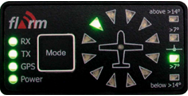 flarm
above >14°
RX
TX
GPS
Power
Mode
>7°
>7°
below >14°